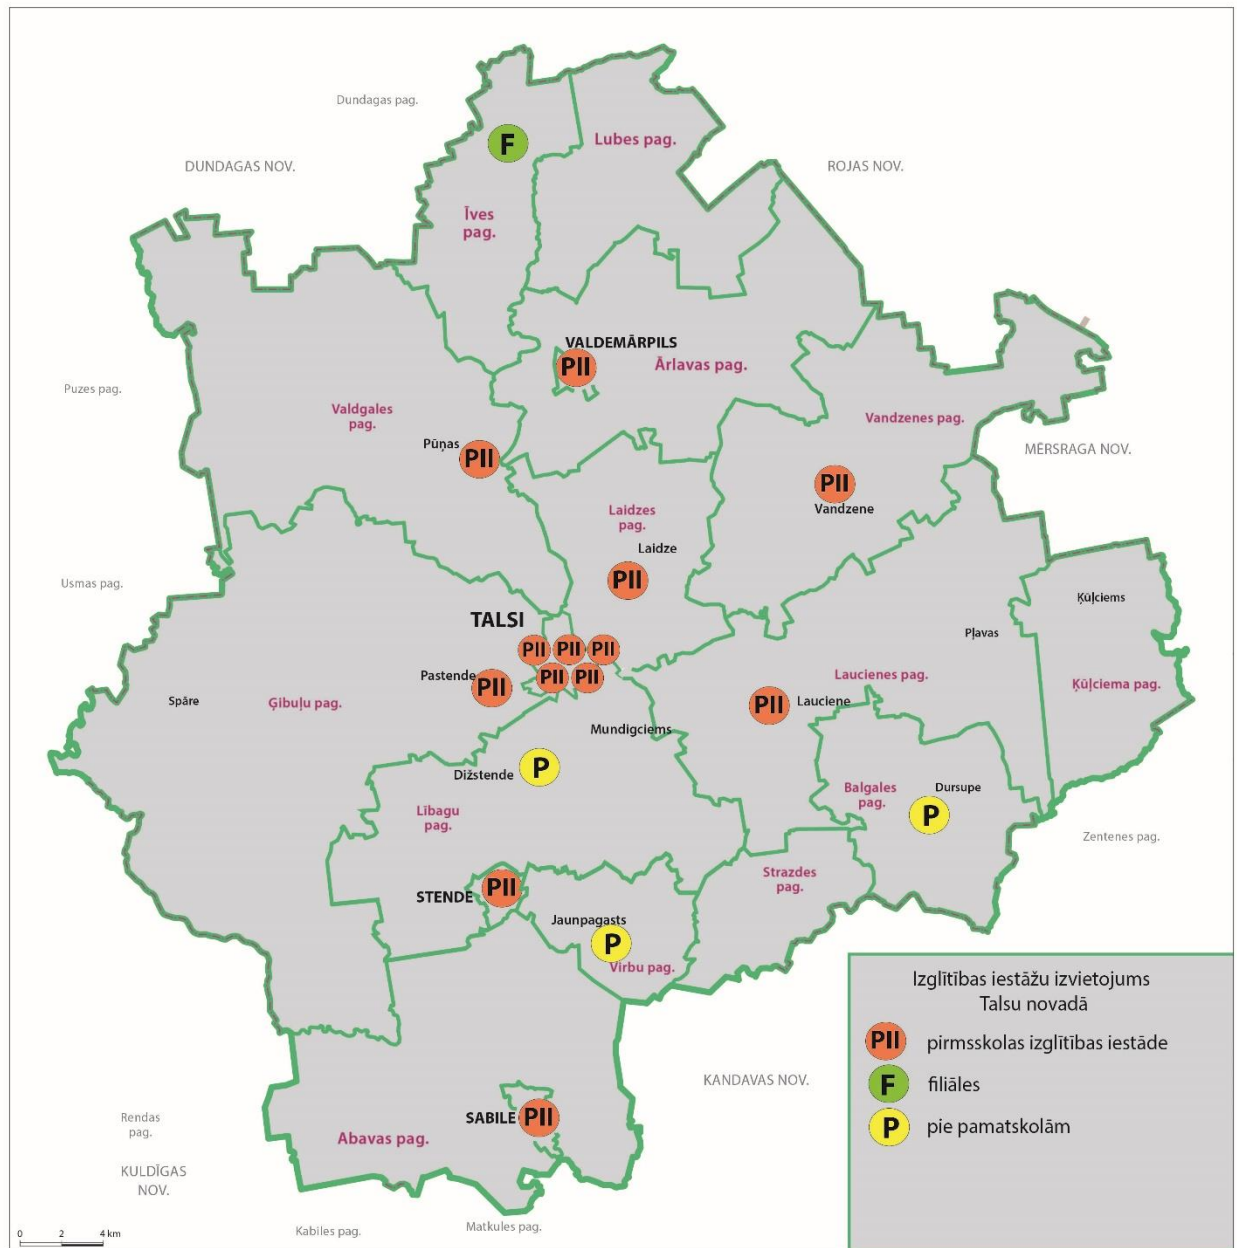 Dundagas pag.
DUNDAGAS NOV.
F
Lubes pag.
ROJAS NOV.
Īves
pag.
VALDEMĀRPILS
PII
Ārlavas pag.
Puzes pag.
Valdgales
pag.
Vandzenes pag.
Pūņas
PII
MĒRSRAGA NOV.
PII
Vandzene
Laidzes
pag.
Laidze
PII
Usmas pag.
Ķūļciems
TALSI
PII
PII
PII
PII
PII
Pļavas
Pastende
PII
Lauciene
PII
Laucienes pag.
Ķūļciema pag.
Spāre
Ģibuļu pag.
Mundigciems
Dižstende
P
Balgales
pag.
Dursupe
P
Lībagu
pag.
Zentenes pag.
Strazdes
pag.
STENDE
PII
Jaunpagasts
P
Virbu pag.
SABILE
PII
Abavas pag.
KANDAVAS NOV.
Rendas
pag.
KULDĪGAS
NOV.
Kabiles pag.
Matkules pag.
0 2 4 km
Izglītības iestāžu izvietojums
Talsu novadā
PII pirmsskolas izglītības iestāde
F filiāles
P pie pamatskolām